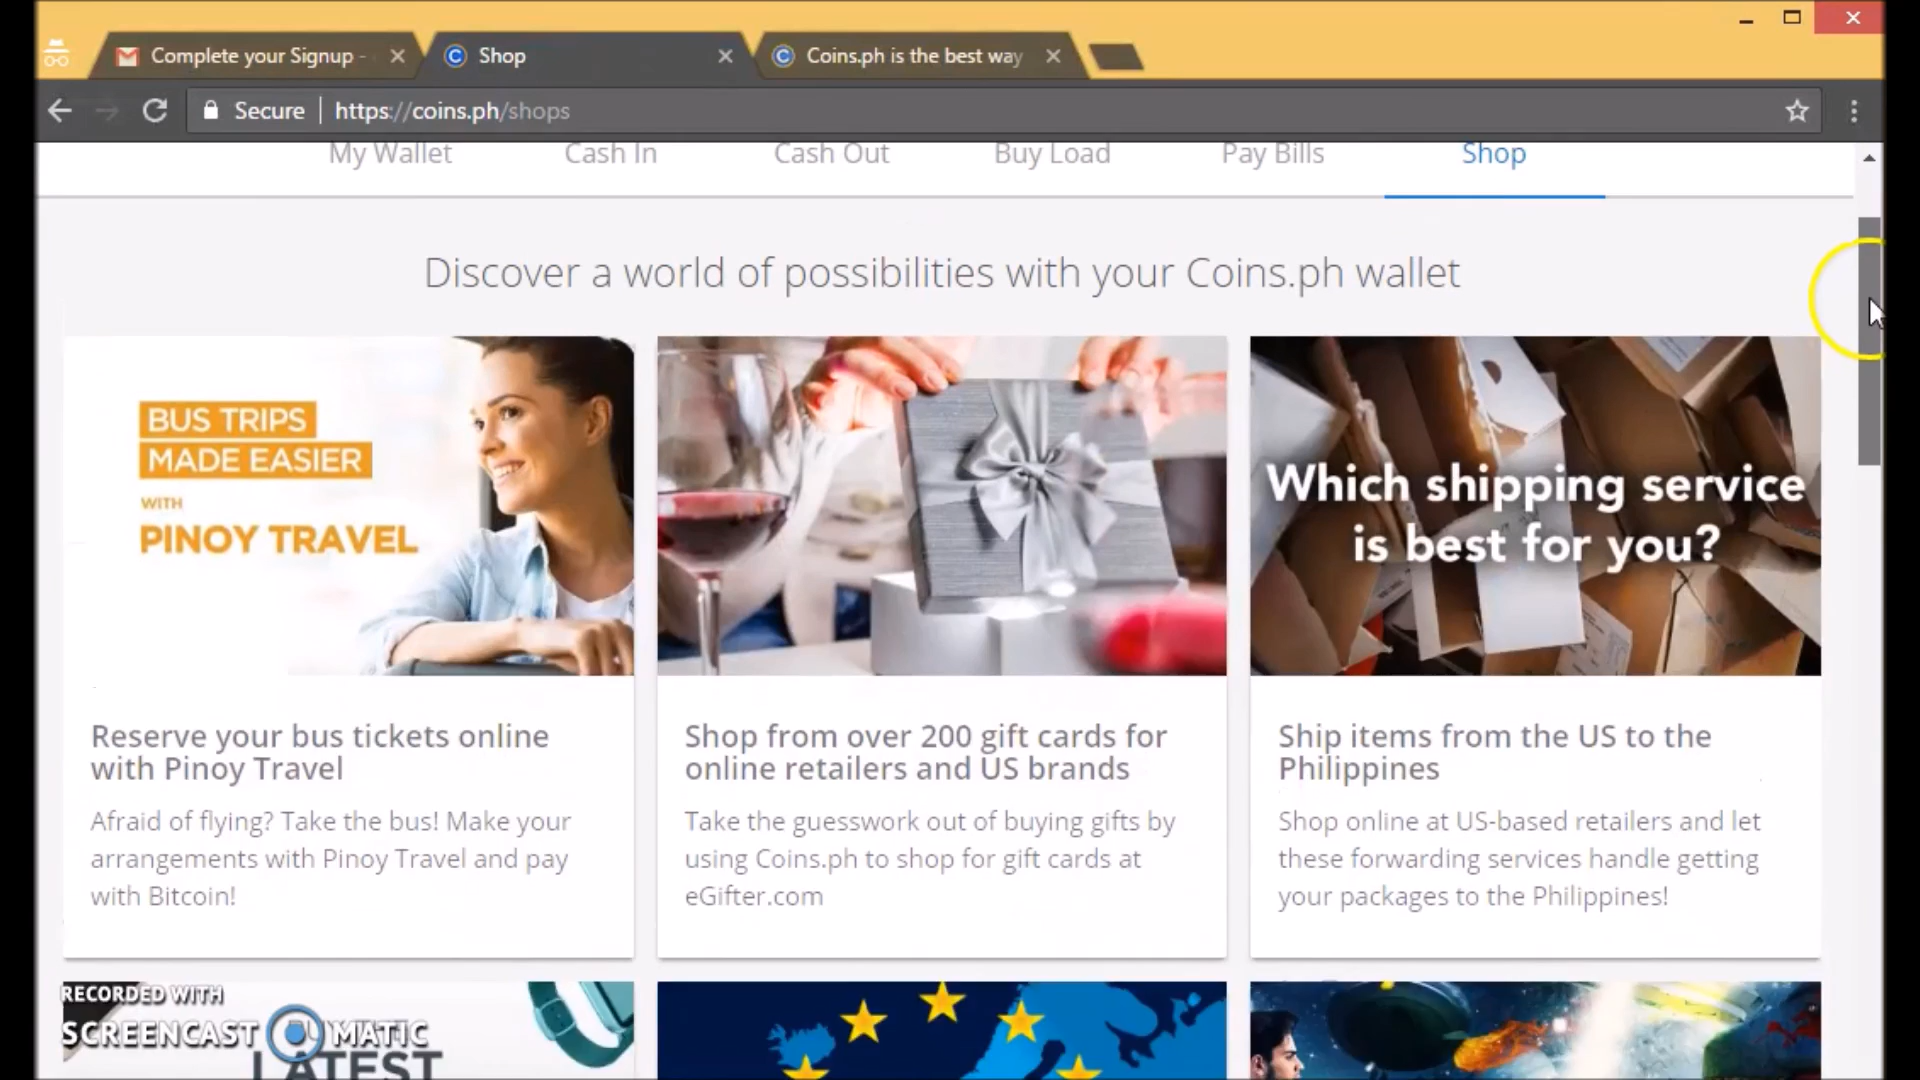 Complete your Signup -
Shop
Coins.ph is the best way
Secure
https://coins.ph/shops
My Wallet
Cash In
Cash Out
Buy Load
Pay Bills
Shop
Discover a world of possibilities with your Coins.ph wallet
BUS TRIPS
MADE EASIER
WITH
PINOY TRAVEL
Which shipping service
is best for you?
Reserve your bus tickets online
with Pinoy Travel
Afraid of flying? Take the bus! Make your
arrangements with Pinoy Travel and pay
with Bitcoin!
Shop from over 200 gift cards for
online retailers and US brands
Take the guesswork out of buying gifts by
using Coins.ph to shop for gift cards at
eGifter.com
Ship items from the US to the
Philippines
Shop online at US-based retailers and let
these forwarding services handle getting
your packages to the Philippines!
RECORDED WITH
SCREENCAST MATIC
LATEST